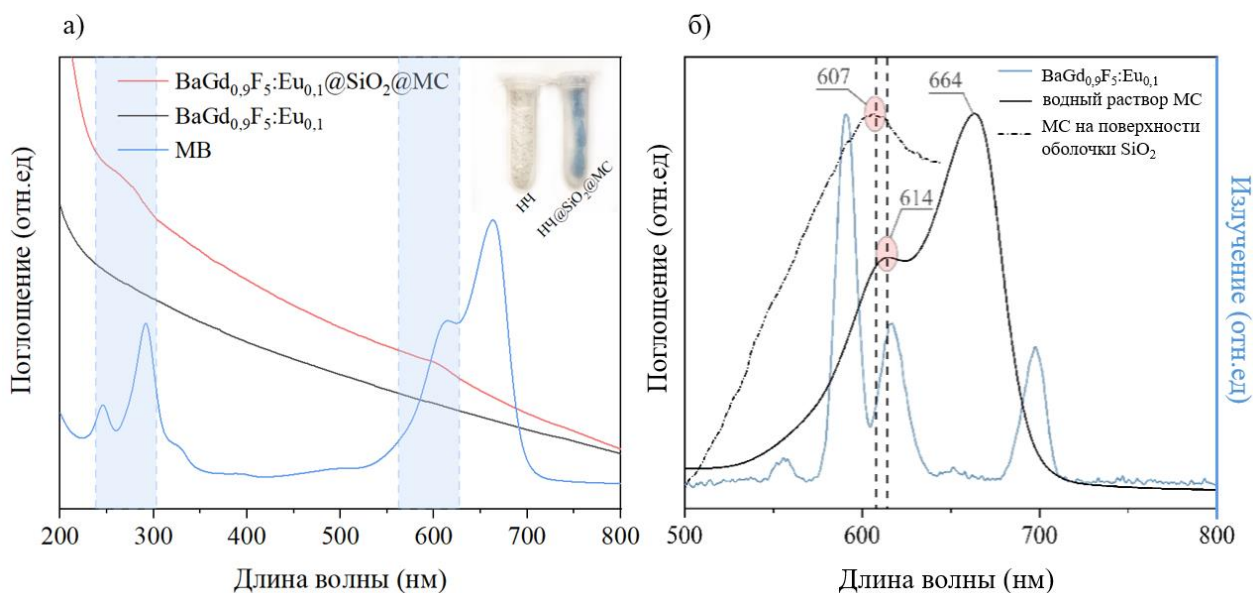 а)
BaGd0,9F5:Eu0,1@SiO2@MC
BaGd0,9F5:Eu0,1
MB
НЧ
НЧ@SiO2@MC
Поглощение (отн.ед)
200 300 400 500 600 700 800
Длина волны (нм)
б)
607
664
614
BaGd0,9F5:Eu0,1
водный раствор МС
МС на поверхности
оболочки SiO2
Поглощение (отн.ед)
Излучение (отн.ед)
500 600 700 800
Длина волны (нм)